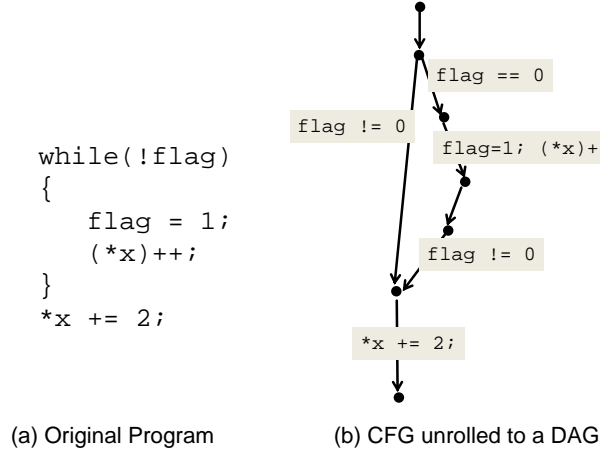 while(!flag)
{
flag = 1;
(*x)++;
}
*x += 2;
flag == 0
flag != 0
flag=1; (*x)+
flag != 0
*x += 2;
(a) Original Program
(b) CFG unrolled to a DAG